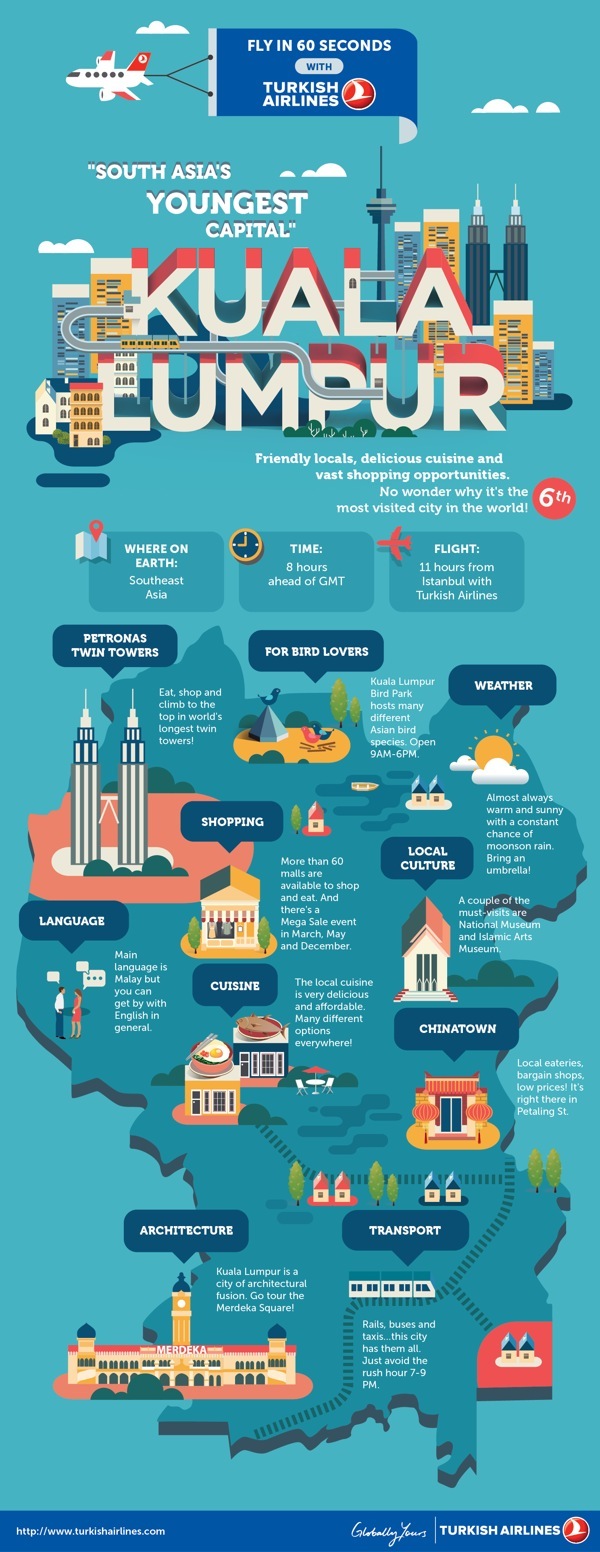 FLY IN 60 SECONDS
WITH
TURKISH
AIRLINES
"SOUTH ASIA'S
YOUNGEST
CAPITAL"
KUALA
LUMPUR
Friendly locals, delicious cuisine and
vast shopping opportunities.
No wonder why it's the
most visited city in the world!
6th
WHERE ON
EARTH:
Southeast
Asia
TIME:
8 hours
ahead of GMT
FLIGHT:
11 hours from
Istanbul with
Turkish Airlines
PETRONAS
TWIN TOWERS
Eat, shop and
climb to the
top in world's
longest twin
towers!
FOR BIRD LOVERS
Kuala Lumpur
Bird Park
hosts many
different
Asian bird
species. Open
9AM-6PM.
WEATHER
Almost always
warm and sunny
with a constant
chance of
moonson rain.
Bring an
umbrella!
SHOPPING
More than 60
malls are
available to shop
and eat. And
there's a
Mega Sale event
in March, May
and December.
LOCAL
CULTURE
A couple of the
must-visits are
National Museum
and Islamic Arts
Museum.
LANGUAGE
Main
language is
Malay but
you can
get by with
English in
general.
CUISINE
The local cuisine
is very delicious
and affordable.
Many different
options
everywhere!
CHINATOWN
Local eateries,
bargain shops,
low prices! It's
right there in
Petaling St.
ARCHITECTURE
Kuala Lumpur is a
city of architectural
fusion. Go tour the
Merdeka Square!
MERDEKA
TRANSPORT
Rails, buses and
taxis...this city
has them all.
Just avoid the
rush hour 7-9
PM.
http://www.turkishairlines.com
Globally Yours
TURKISH AIRLINES